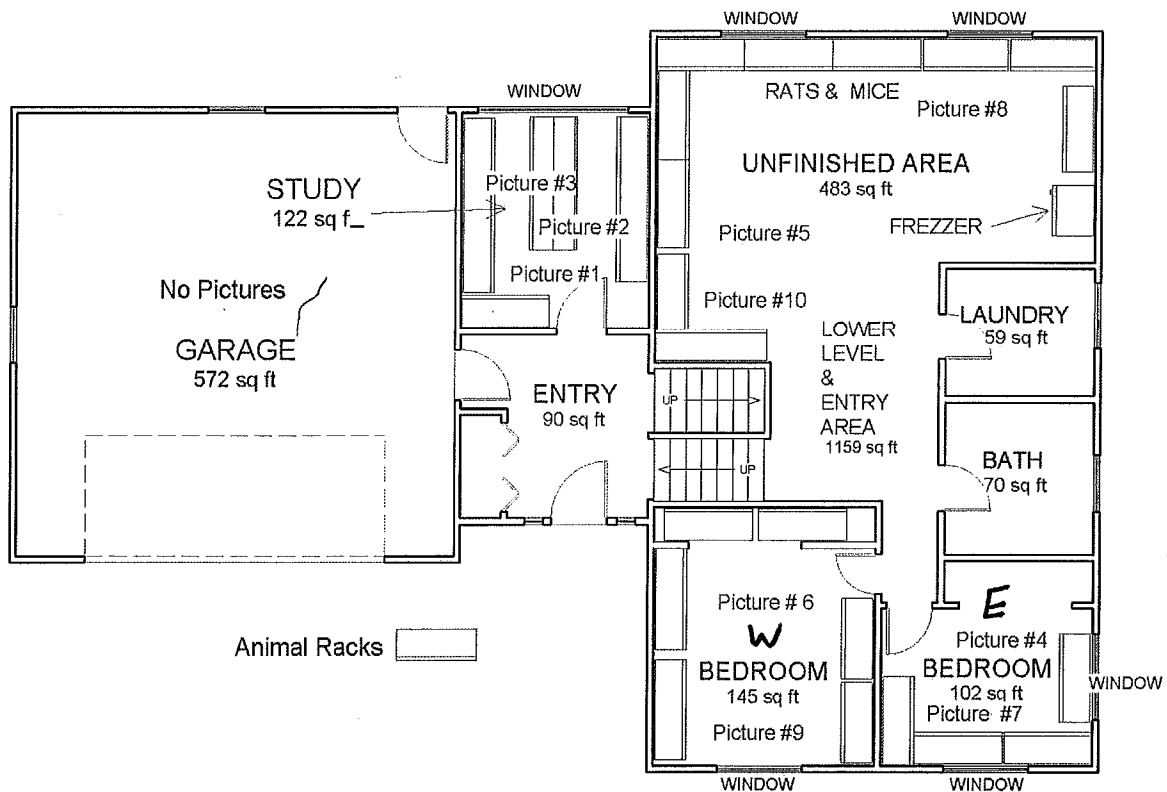 WINDOW
WINDOW
WINDOW
RATS & MICE
Picture #8
UNFINISHED AREA
483 sq ft
FREZZER
Picture #5
Picture #10
STUDY
122 sq f_
Picture #3
Picture #2
Picture #1
No Pictures
GARAGE
572 sq ft
ENTRY
90 sq ft
UP
UP
LOWER
LEVEL
&
ENTRY
AREA
1159 sq ft
LAUNDRY
59 sq ft
BATH
70 sq ft
Animal Racks
Picture # 6
W
BEDROOM
145 sq ft
Picture #9
E
Picture #4
BEDROOM
102 sq ft
Picture #7
WINDOW
WINDOW
WINDOW